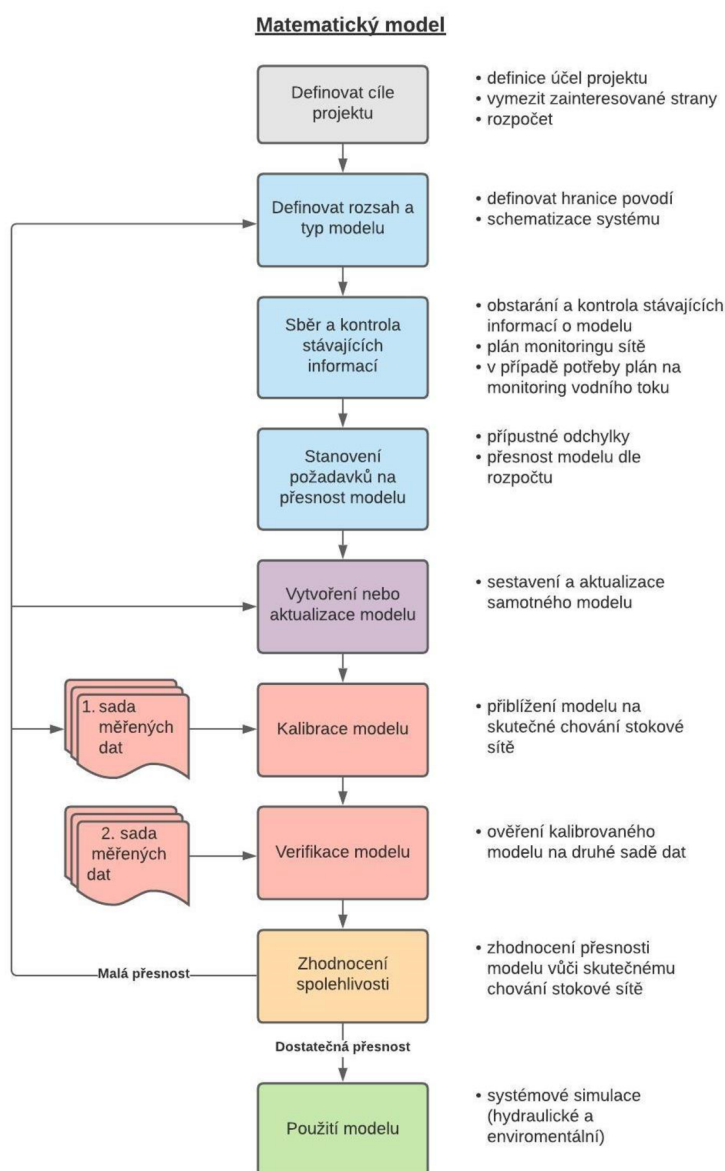 Matematický model
Definovat cíle
projektu
• definice účel projektu
• vymezit zainteresované strany
• rozpočet
Definovat rozsah a
typ modelu
• definovat hranice povodí
• schematizace systému
Sběr a kontrola
stávajících
informací
• obstarání a kontrola stávajících
informací o modelu
• plán monitoringu sítě
• v případě potřeby plán na
monitoring vodního toku
Stanovení
požadavků na
přesnost modelu
• přípustné odchylky
• přesnost modelu dle
rozpočtu
Vytvoření nebo
aktualizace modelu
• sestavení a aktualizace
samotného modelu
1. sada
měřených
dat
Kalibrace modelu
• přiblížení modelu na
skutečné chování stokové
sítě
2. sada
měřených
dat
Verifikace modelu
• ověření kalibrovaného
modelu na druhé sadě dat
Malá přesnost
Zhodnocení
spolehlivosti
• zhodnocení přesnosti
modelu vůči skutečnému
chování stokové sítě
Dostatečná přesnost
Použití modelu
• systémové simulace
(hydraulické a
enviromentální)